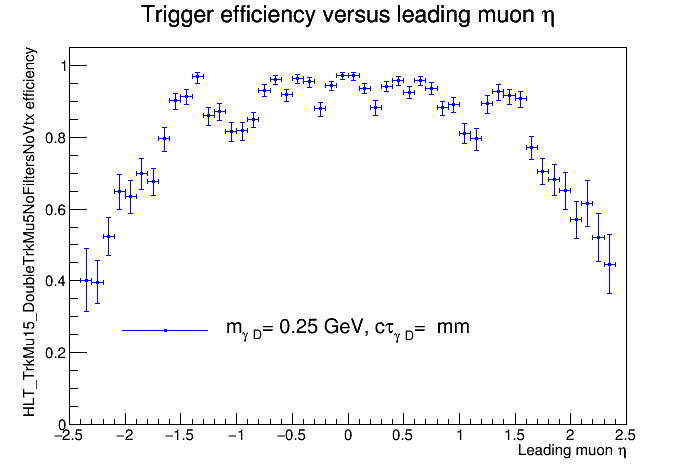 Trigger efficiency versus leading muon η
HLT_TrkMu15_DoubleTrkMu5NoFiltersNoVtx efficiency
1
0.8
0.6
0.4
0.2
0
m_γ D= 0.25 GeV, cτ_γ D= mm
−2.5 −2 −1.5 −1 −0.5 0 0.5 1 1.5 2 2.5
Leading muon η